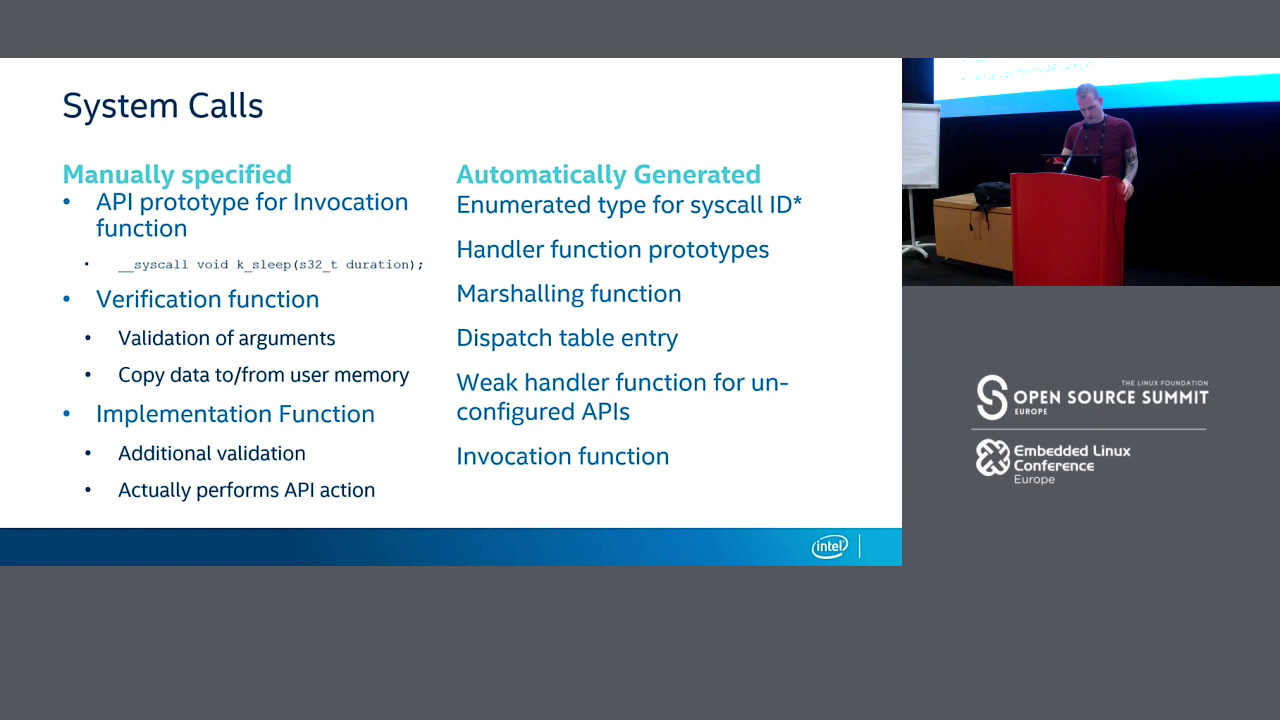 System Calls
Manually specified
• API prototype for Invocation
function
• __syscall void k_sleep(s32_t duration);
• Verification function
• Validation of arguments
• Copy data to/from user memory
• Implementation Function
• Additional validation
• Actually performs API action
Automatically Generated
Enumerated type for syscall ID*
Handler function prototypes
Marshalling function
Dispatch table entry
Weak handler function for un-
configured APIs
Invocation function
intel
THE LINUX FOUNDATION
OPEN SOURCE SUMMIT
EUROPE
Embedded Linux
Conference
Europe